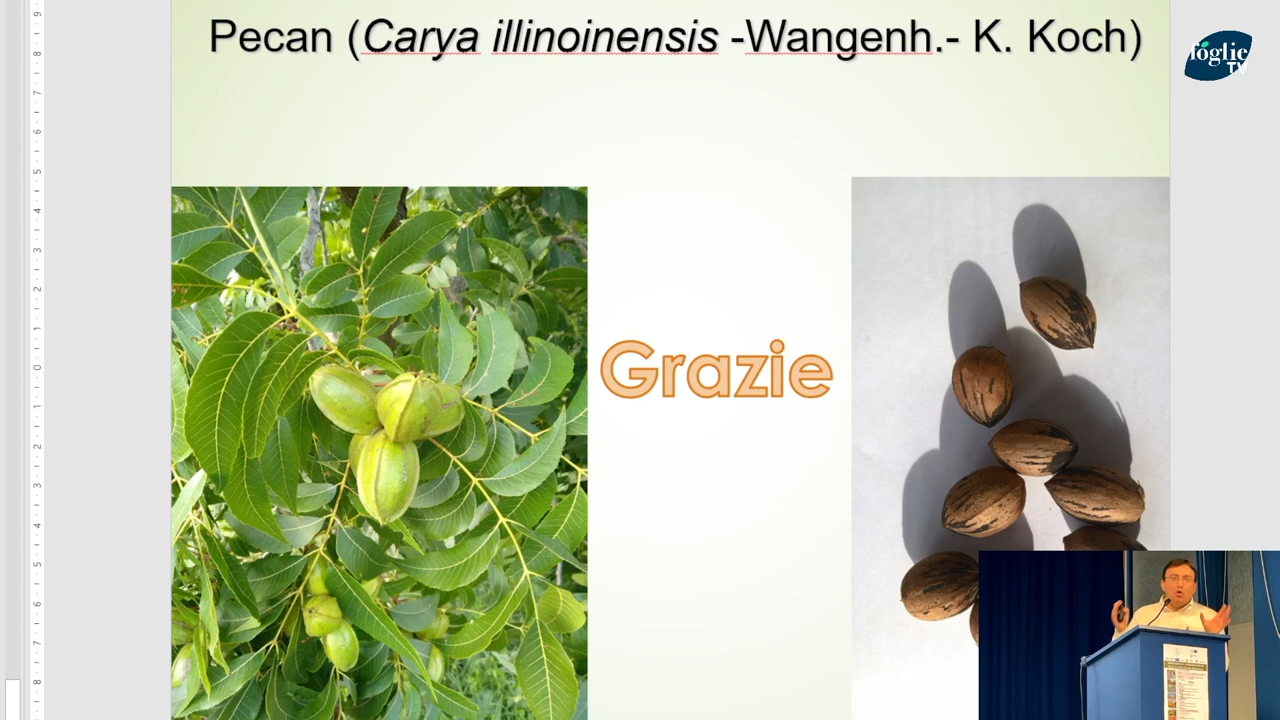 Pecan (Carya illinoinensis -Wangenh.- K. Koch)
foglie
TV
Grazie